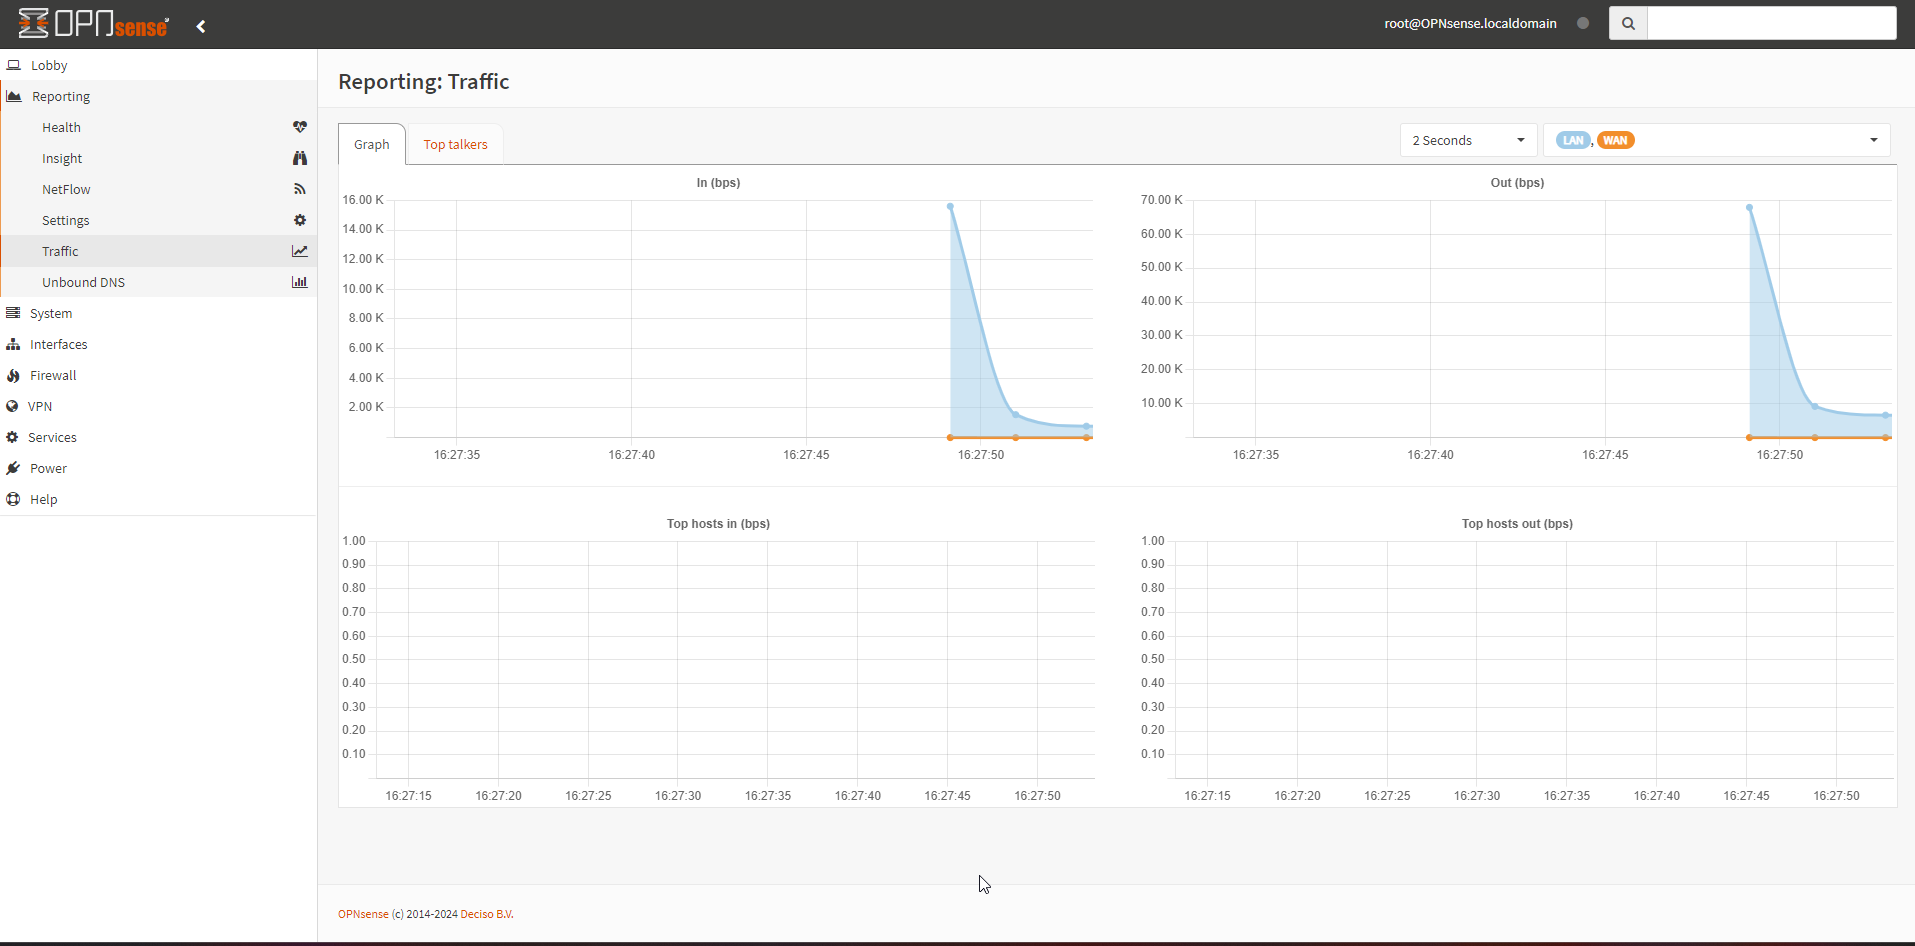 OPNsense
root@OPNsense.localdomain
Lobby
Reporting
Health
Insight
NetFlow
Settings
Traffic
Unbound DNS
System
Interfaces
Firewall
VPN
Services
Power
Help
Reporting: Traffic
Graph
Top talkers
2 Seconds
LAN, WAN
In (bps)
16.00 K
14.00 K
12.00 K
10.00 K
8.00 K
6.00 K
4.00 K
2.00 K
16:27:35 16:27:40 16:27:45 16:27:50
Out (bps)
70.00 K
60.00 K
50.00 K
40.00 K
30.00 K
20.00 K
10.00 K
16:27:35 16:27:40 16:27:45 16:27:50
Top hosts in (bps)
1.00
0.90
0.80
0.70
0.60
0.50
0.40
0.30
0.20
0.10
16:27:15 16:27:20 16:27:25 16:27:30 16:27:35 16:27:40 16:27:45 16:27:50
Top hosts out (bps)
1.00
0.90
0.80
0.70
0.60
0.50
0.40
0.30
0.20
0.10
16:27:15 16:27:20 16:27:25 16:27:30 16:27:35 16:27:40 16:27:45 16:27:50
OPNsense (c) 2014-2024 Deciso B.V.